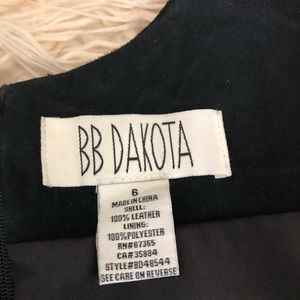 BB DAKOTA
6
MADE IN CHINA
SHELL:
100% LEATHER
LINING:
100%POLYESTER
RN#67365
CA#35884
STYLE#BD48544
SEE CARE ON REVERSE